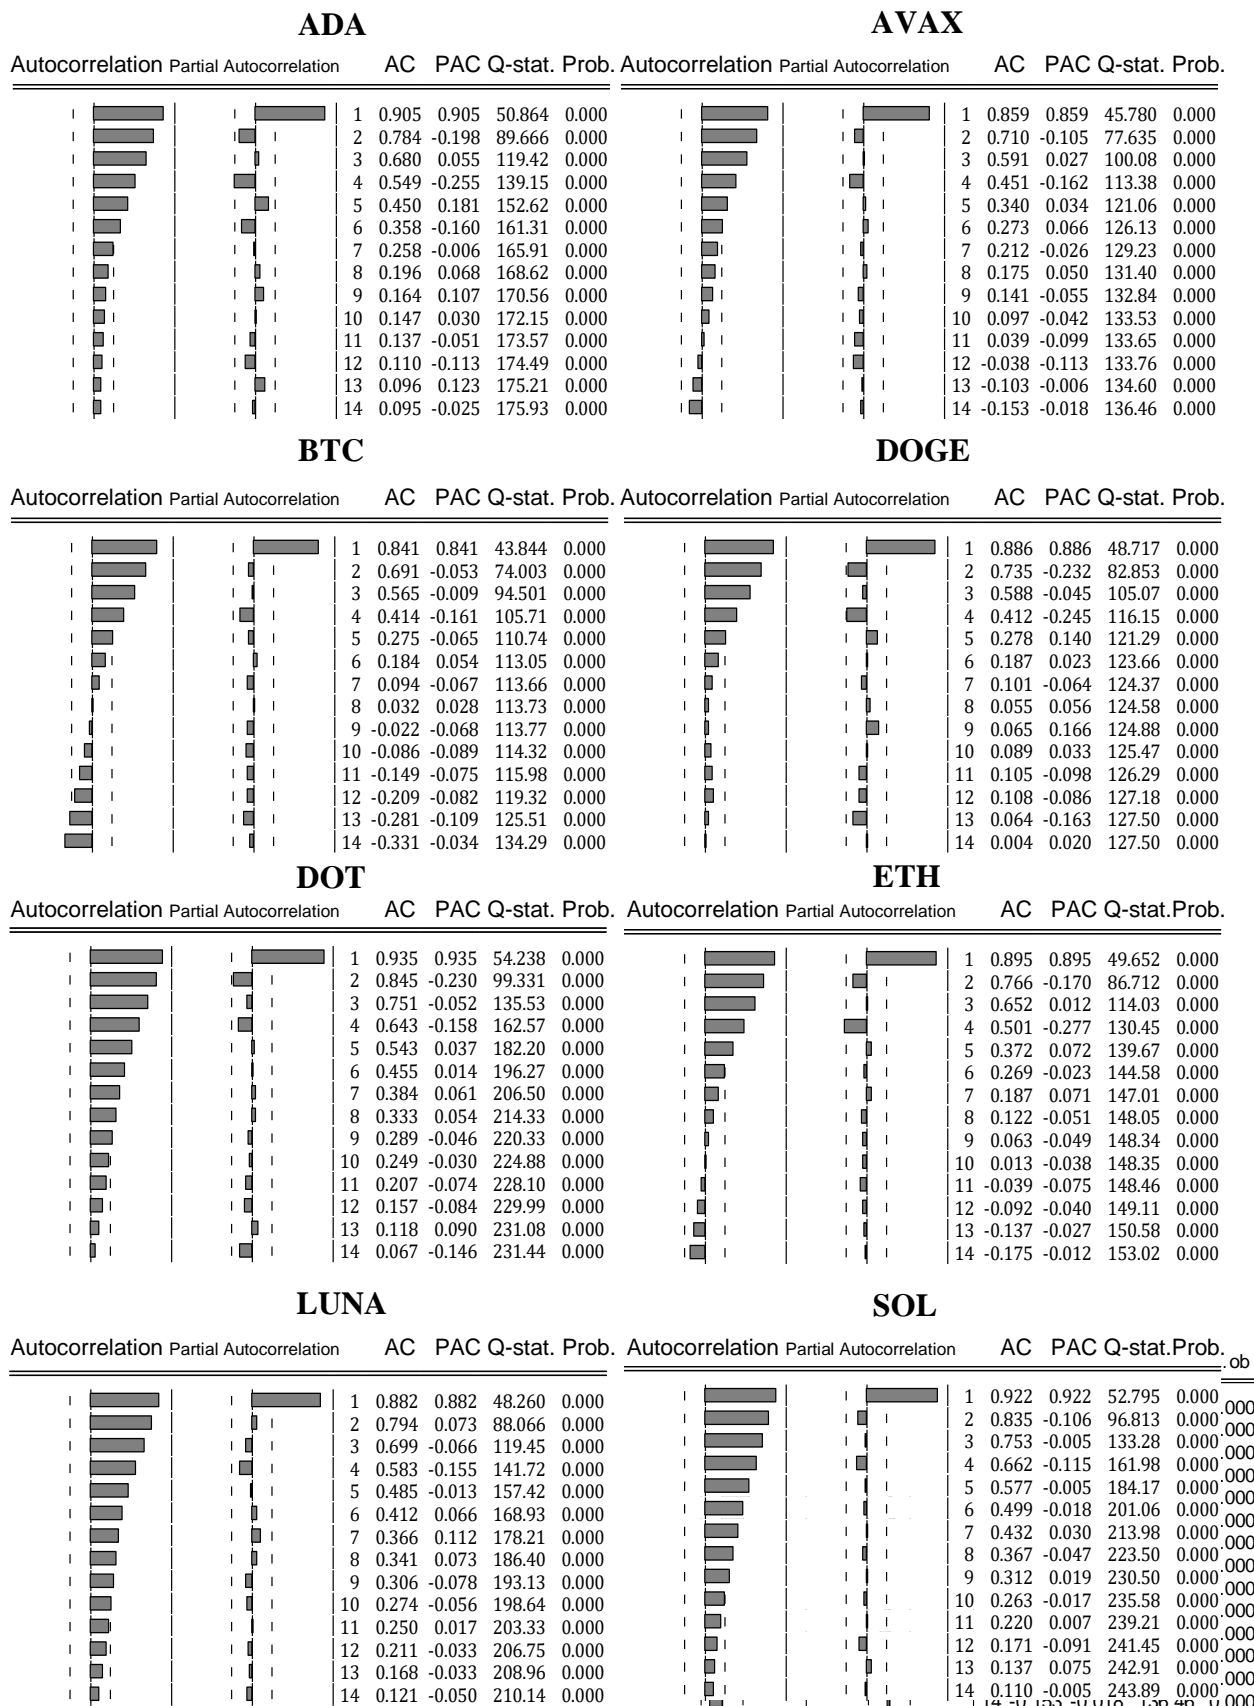 ADA
Autocorrelation Partial Autocorrelation AC PAC Q-stat. Prob.
1 0.905 0.905 50.864 0.000
2 0.784 -0.198 89.666 0.000
3 0.680 0.055 119.42 0.000
4 0.549 -0.255 139.15 0.000
5 0.450 0.181 152.62 0.000
6 0.358 -0.160 161.31 0.000
7 0.258 -0.006 165.91 0.000
8 0.196 0.068 168.62 0.000
9 0.164 0.107 170.56 0.000
10 0.147 0.030 172.15 0.000
11 0.137 -0.051 173.57 0.000
12 0.110 -0.113 174.49 0.000
13 0.096 0.123 175.21 0.000
14 0.095 -0.025 175.93 0.000
AVAX
Autocorrelation Partial Autocorrelation AC PAC Q-stat. Prob.
1 0.859 0.859 45.780 0.000
2 0.710 -0.105 77.635 0.000
3 0.591 0.027 100.08 0.000
4 0.451 -0.162 113.38 0.000
5 0.340 0.034 121.06 0.000
6 0.273 0.066 126.13 0.000
7 0.212 -0.026 129.23 0.000
8 0.175 0.050 131.40 0.000
9 0.141 -0.055 132.84 0.000
10 0.097 -0.042 133.53 0.000
11 0.039 -0.099 133.65 0.000
12 -0.038 -0.113 133.76 0.000
13 -0.103 -0.006 134.60 0.000
14 -0.153 -0.018 136.46 0.000
BTC
Autocorrelation Partial Autocorrelation AC PAC Q-stat. Prob.
1 0.841 0.841 43.844 0.000
2 0.691 -0.053 74.003 0.000
3 0.565 -0.009 94.501 0.000
4 0.414 -0.161 105.71 0.000
5 0.275 -0.065 110.74 0.000
6 0.184 0.054 113.05 0.000
7 0.094 -0.067 113.66 0.000
8 0.032 0.028 113.73 0.000
9 -0.022 -0.068 113.77 0.000
10 -0.086 -0.089 114.32 0.000
11 -0.149 -0.075 115.98 0.000
12 -0.209 -0.082 119.32 0.000
13 -0.281 -0.109 125.51 0.000
14 -0.331 -0.034 134.29 0.000
DOGE
Autocorrelation Partial Autocorrelation AC PAC Q-stat. Prob.
1 0.886 0.886 48.717 0.000
2 0.735 -0.232 82.853 0.000
3 0.588 -0.045 105.07 0.000
4 0.412 -0.245 116.15 0.000
5 0.278 0.140 121.29 0.000
6 0.187 0.023 123.66 0.000
7 0.101 -0.064 124.37 0.000
8 0.055 0.056 124.58 0.000
9 0.065 0.166 124.88 0.000
10 0.089 0.033 125.47 0.000
11 0.105 -0.098 126.29 0.000
12 0.108 -0.086 127.18 0.000
13 0.064 -0.163 127.50 0.000
14 0.004 0.020 127.50 0.000
DOT
Autocorrelation Partial Autocorrelation AC PAC Q-stat. Prob.
1 0.935 0.935 54.238 0.000
2 0.845 -0.230 99.331 0.000
3 0.751 -0.052 135.53 0.000
4 0.643 -0.158 162.57 0.000
5 0.543 0.037 182.20 0.000
6 0.455 0.014 196.27 0.000
7 0.384 0.061 206.50 0.000
8 0.333 0.054 214.33 0.000
9 0.289 -0.046 220.33 0.000
10 0.249 -0.030 224.88 0.000
11 0.207 -0.074 228.10 0.000
12 0.157 -0.084 229.99 0.000
13 0.118 0.090 231.08 0.000
14 0.067 -0.146 231.44 0.000
ETH
Autocorrelation Partial Autocorrelation AC PAC Q-stat.Prob.
1 0.895 0.895 49.652 0.000
2 0.766 -0.170 86.712 0.000
3 0.652 0.012 114.03 0.000
4 0.501 -0.277 130.45 0.000
5 0.372 0.072 139.67 0.000
6 0.269 -0.023 144.58 0.000
7 0.187 0.071 147.01 0.000
8 0.122 -0.051 148.05 0.000
9 0.063 -0.049 148.34 0.000
10 0.013 -0.038 148.35 0.000
11 -0.039 -0.075 148.46 0.000
12 -0.092 -0.040 149.11 0.000
13 -0.137 -0.027 150.58 0.000
14 -0.175 -0.012 153.02 0.000
LUNA
Autocorrelation Partial Autocorrelation AC PAC Q-stat. Prob.
1 0.882 0.882 48.260 0.000
2 0.794 0.073 88.066 0.000
3 0.699 -0.066 119.45 0.000
4 0.583 -0.155 141.72 0.000
5 0.485 -0.013 157.42 0.000
6 0.412 0.066 168.93 0.000
7 0.366 0.112 178.21 0.000
8 0.341 0.073 186.40 0.000
9 0.306 -0.078 193.13 0.000
10 0.274 -0.056 198.64 0.000
11 0.250 0.017 203.33 0.000
12 0.211 -0.033 206.75 0.000
13 0.168 -0.033 208.96 0.000
14 0.121 -0.050 210.14 0.000
SOL
Autocorrelation Partial Autocorrelation AC PAC Q-stat.Prob.
.ob
1 0.922 0.922 52.795 0.000
2 0.835 -0.106 96.813 0.000
3 0.753 -0.005 133.28 0.000
4 0.662 -0.115 161.98 0.000
5 0.577 -0.005 184.17 0.000
6 0.499 -0.018 201.06 0.000
7 0.432 0.030 213.98 0.000
8 0.367 -0.047 223.50 0.000
9 0.312 0.019 230.50 0.000
10 0.263 -0.017 235.58 0.000
11 0.220 0.007 239.21 0.000
12 0.171 -0.091 241.45 0.000
13 0.137 0.075 242.91 0.000
14 0.110 -0.005 243.89 0.000
.000
.000
.000
.000
.000
.000
.000
.000
.000
.000
.000
.000
.000